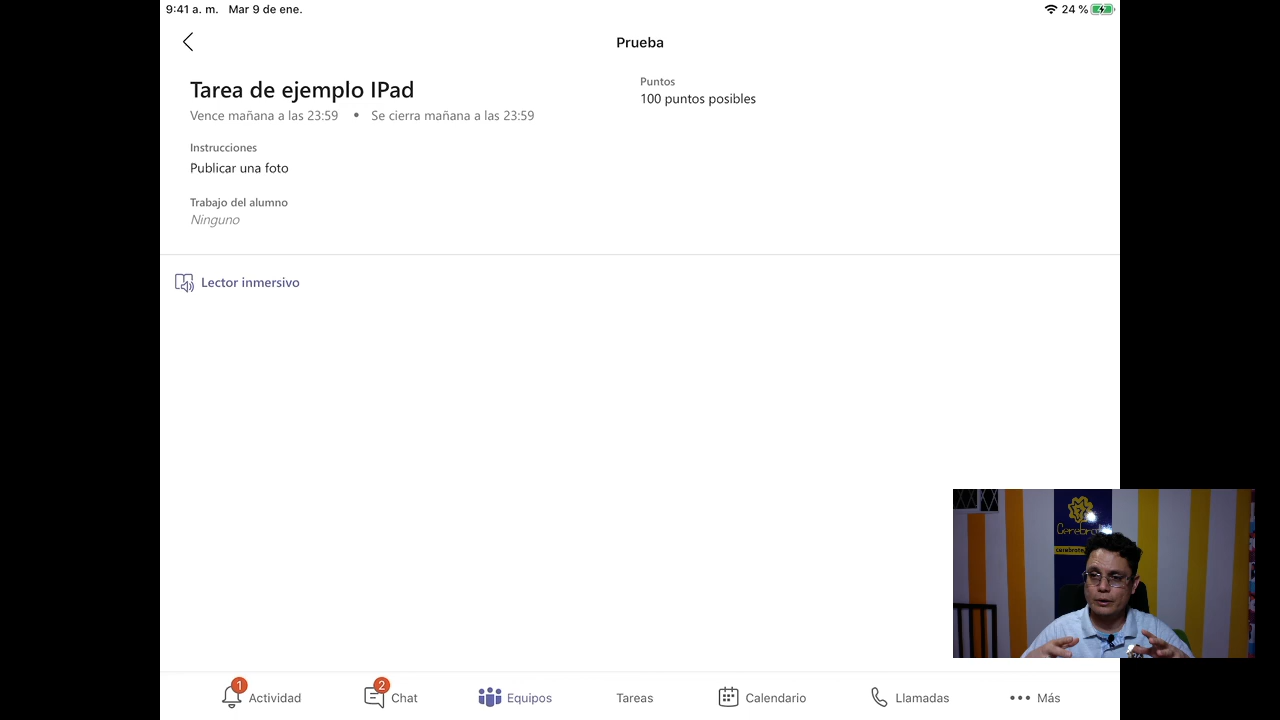 9:41 a. m. Mar 9 de ene. 24 %
Prueba
Tarea de ejemplo IPad
Vence mañana a las 23:59 • Se cierra mañana a las 23:59
Puntos
100 puntos posibles
Instrucciones
Publicar una foto
Trabajo del alumno
Ninguno
Lector inmersivo
1 Actividad
2 Chat
Equipos
Tareas
Calendario
Llamadas
Más